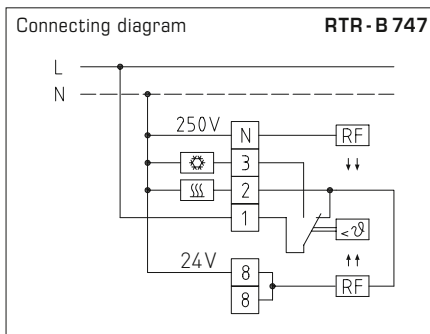 Connecting diagram RTR-B 747
L
N
250V N RF
3
2
1
<ϑ
24V 8
8 RF